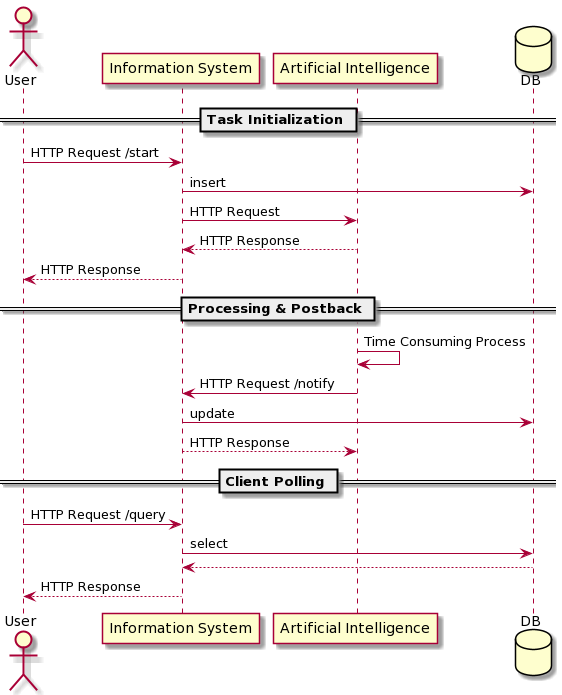 User
Information System
Artificial Intelligence
DB
Task Initialization
HTTP Request /start
insert
HTTP Request
HTTP Response
HTTP Response
Processing & Postback
Time Consuming Process
HTTP Request /notify
update
HTTP Response
Client Polling
HTTP Request /query
select
HTTP Response
User
Information System
Artificial Intelligence
DB